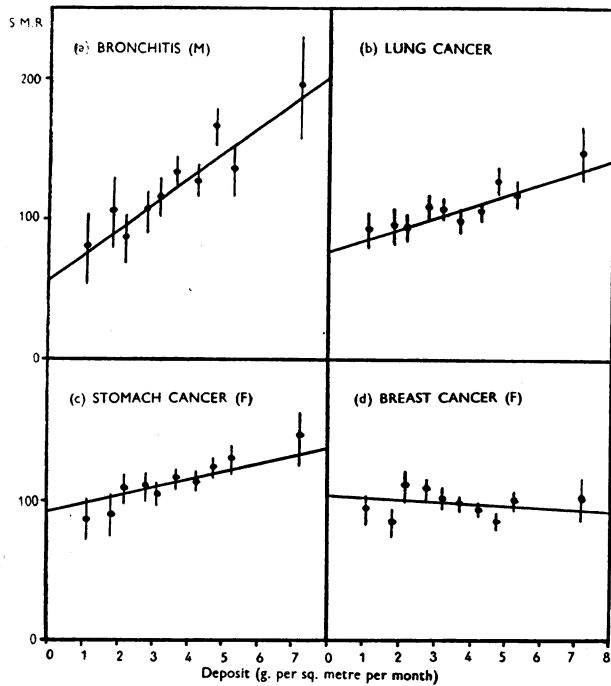 S M.R
(a) BRONCHITIS (M)
(b) LUNG CANCER
200
100
0
(c) STOMACH CANCER (F)
(d) BREAST CANCER (F)
100
0
1 2 3 4 5 6 7 0 1 2 3 4 5 6 7 8
Deposit (g. per sq. metre per month)